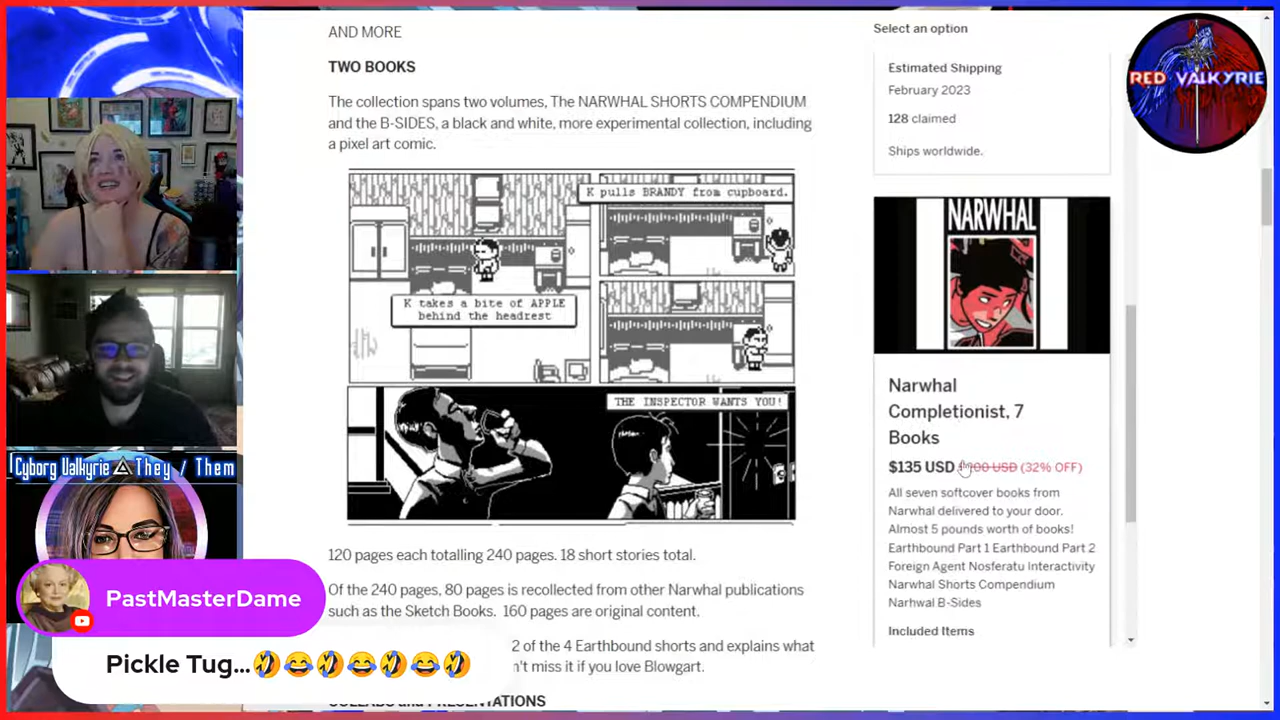 AND MORE
TWO BOOKS
The collection spans two volumes, The NARWHAL SHORTS COMPENDIUM
and the B-SIDES, a black and white, more experimental collection, including
a pixel art comic.
K pulls BRANDY from cupboard.
K takes a bite of APPLE
behind the headrest
THE INSPECTOR WANTS YOU!
120 pages each totalling 240 pages. 18 short stories total.
Of the 240 pages, 80 pages is recollected from other Narwhal publications
such as the Sketch Books. 160 pages are original content.
2 of the 4 Earthbound shorts and explains what
miss it if you love Blowgart.
COLLABS and PRESENTATIONS
Select an option
Estimated Shipping
February 2023
128 claimed
Ships worldwide.
NARWHAL
Narwhal
Completionist, 7
Books
$135 USD USD (32% OFF)
All seven softcover books from
Narwhal delivered to your door.
Almost 5 pounds worth of books!
Earthbound Part 1 Earthbound Part 2
Foreign Agent Nosferatu Interactivity
Narwhal Shorts Compendium
Narhwal B-Sides
Included Items
RED VALKYRIE
Cyborg Valkyrie They / Them
PastMasterDame
Pickle Tug...🤣😂🤣😂🤣😂🤣